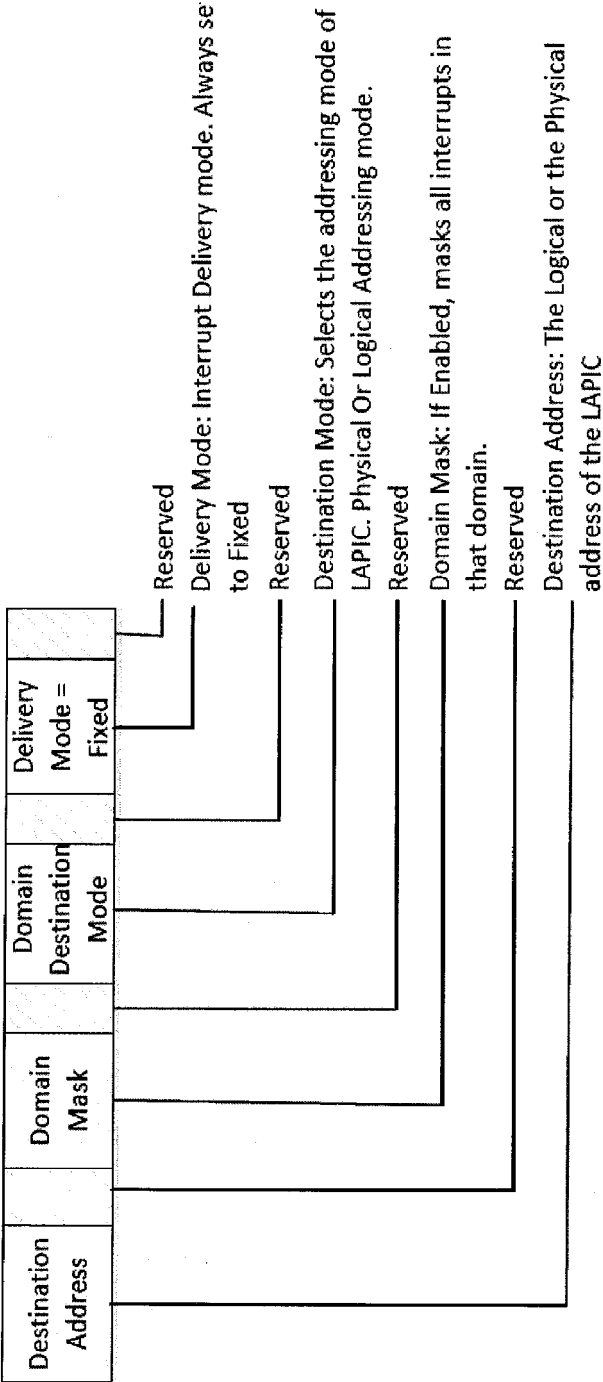 Destination
Address
Domain
Mask
Domain
Destination
Mode
Delivery
Mode =
Fixed
Reserved
Delivery Mode: Interrupt Delivery mode. Always se
to Fixed
Reserved
Destination Mode: Selects the addressing mode of
LAPIC. Physical Or Logical Addressing mode.
Reserved
Domain Mask: If Enabled, masks all interrupts in
that domain.
Reserved
Destination Address: The Logical or the Physical
address of the LAPIC